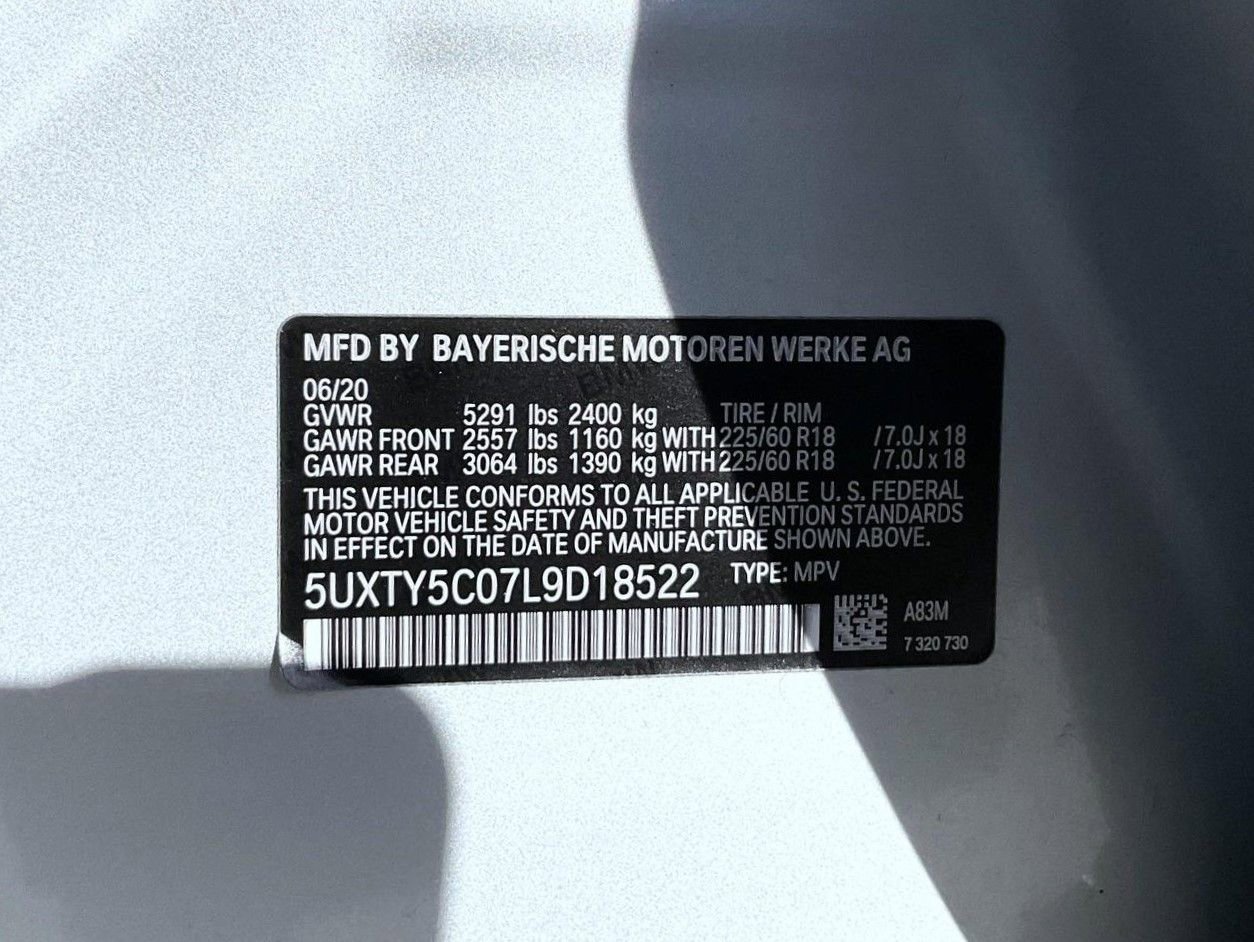 MFD BY BAYERISCHE MOTOREN WERKE AG
06/20
GVWR 5291 lbs 2400 kg TIRE / RIM
GAWR FRONT 2557 lbs 1160 kg WITH 225/60 R18 / 7.0J x 18
GAWR REAR 3064 lbs 1390 kg WITH 225/60 R18 / 7.0J x 18
THIS VEHICLE CONFORMS TO ALL APPLICABLE U. S. FEDERAL
MOTOR VEHICLE SAFETY AND THEFT PREVENTION STANDARDS
IN EFFECT ON THE DATE OF MANUFACTURE SHOWN ABOVE.
5UXTY5C07L9D18522 TYPE: MPV
A83M
7 320 730